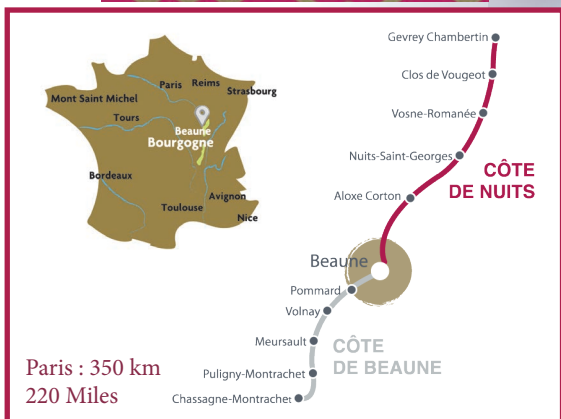 Gevrey Chambertin
Clos de Vougeot
Vosne-Romanée
Nuits-Saint-Georges
CÔTE
DE NUITS
Aloxe Corton
Paris
Reims
Strasbourg
Mont Saint Michel
Tours
Beaune
Bourgogne
Bordeaux
Avignon
Toulouse
Nice
Beaune
Pommard
Volnay
Meursault
CÔTE
DE BEAUNE
Puligny-Montrachet
Chassagne-Montrachet
Paris : 350 km
220 Miles